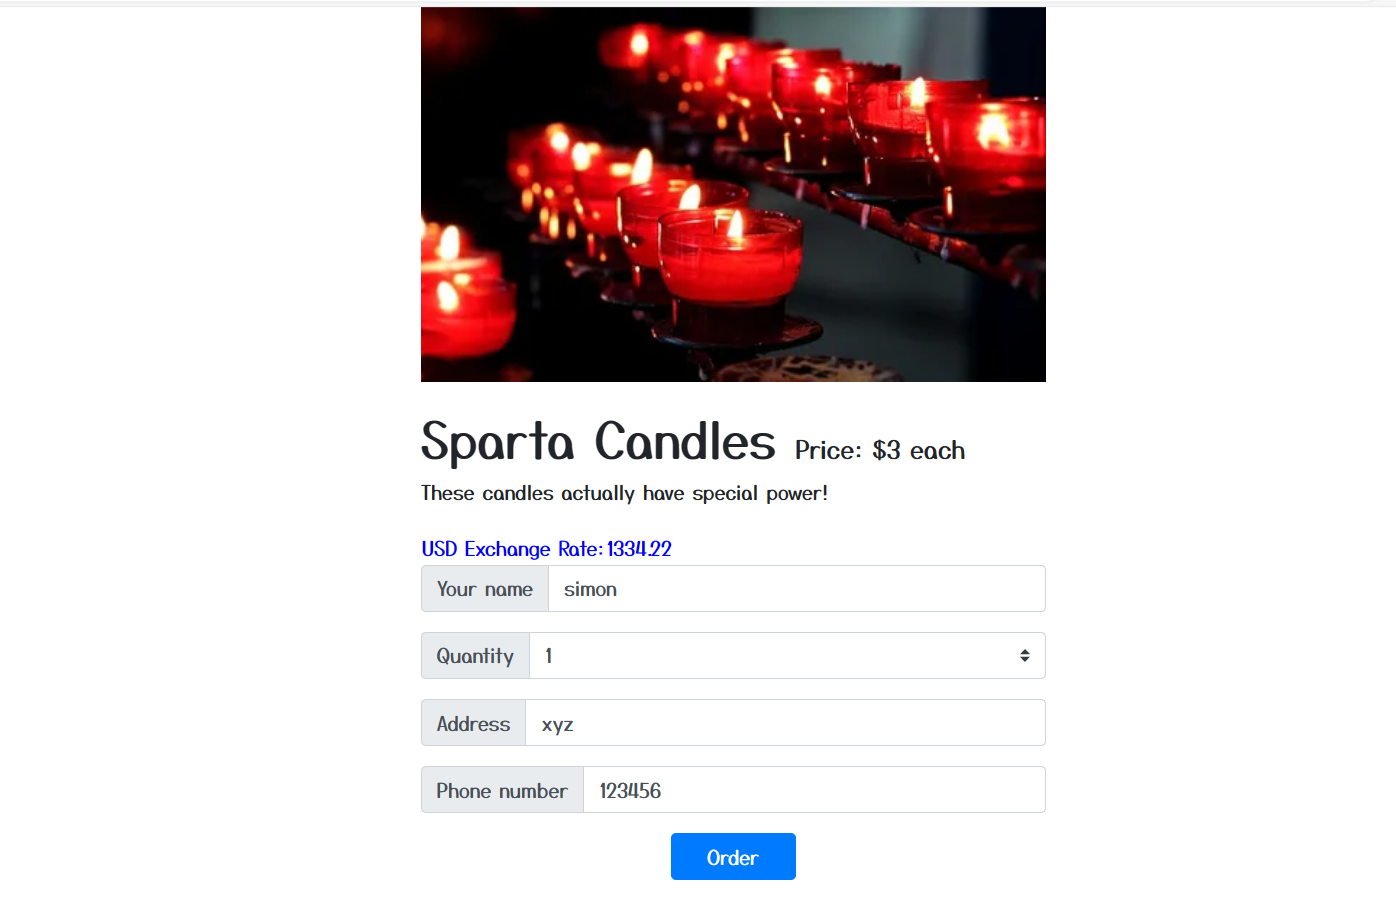 Sparta Candles Price: $3 each
These candles actually have special power!
USD Exchange Rate: 1334.22
Your name simon
Quantity 1
Address xyz
Phone number 123456
Order